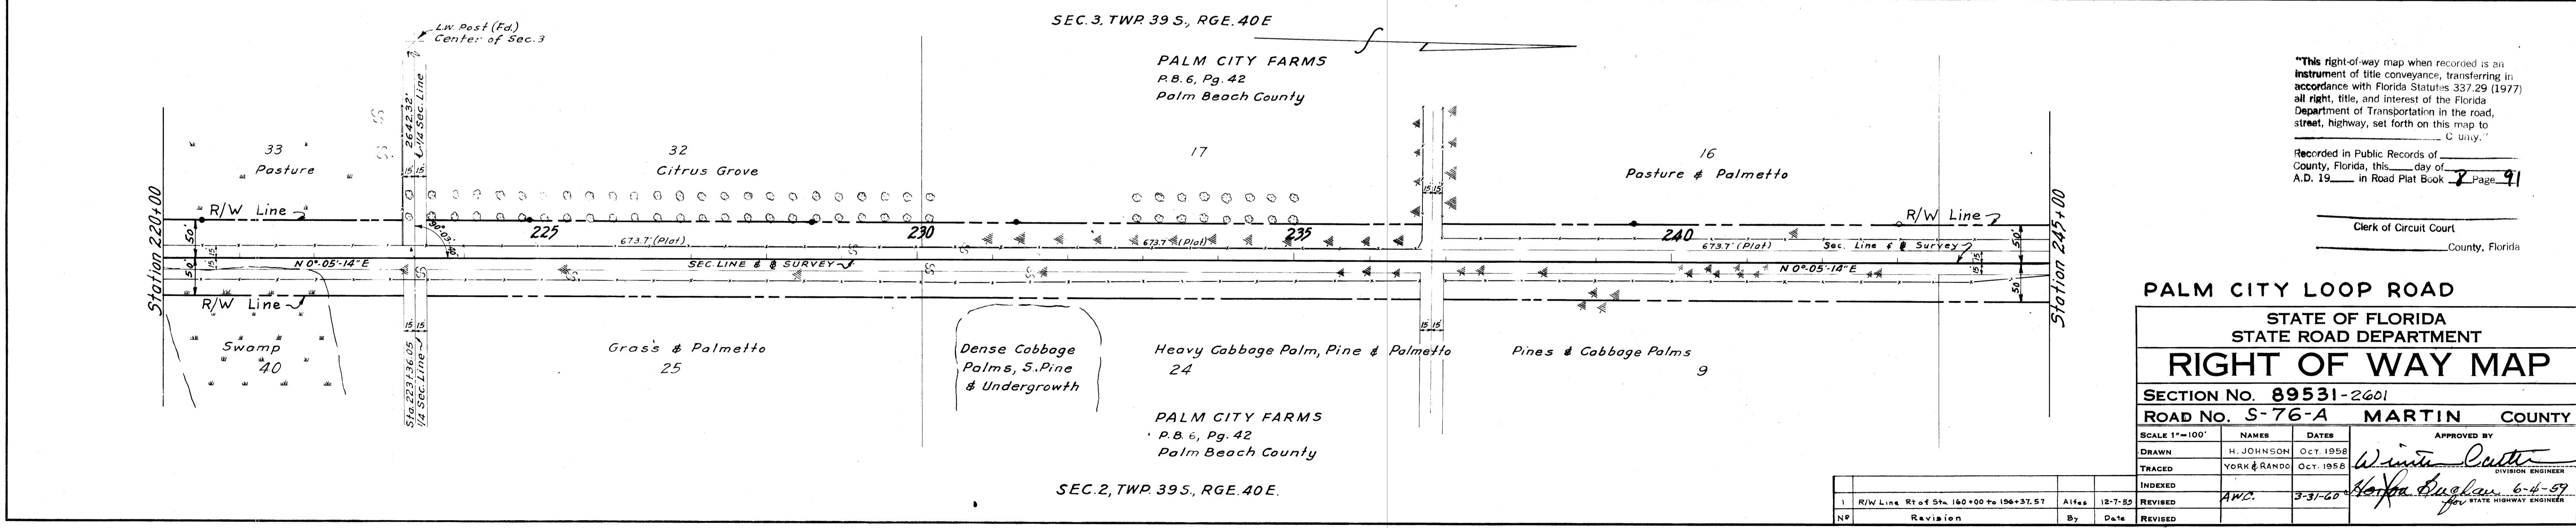 SEC. 3, TWP. 39 S., RGE. 40 E
L.W. Post (Fd.)
Center of Sec. 3
PALM CITY FARMS
P.B. 6, Pg. 42
Palm Beach County
2642.32'
1/4 Sec. Line
15' 15'
33
Pasture
32
Citrus Grove
17
16
Pasture & Palmetto
15' 15'
Station 220+00
R/W Line
R/W Line
Station 245+00
50'
225
230
235
240
50'
673.7' (Plat)
673.7' (Plat)
673.7' (Plat)
Sec. Line & ℄ Survey
15' 15'
N 0°-05'-14" E
SEC. LINE & ℄ SURVEY
N 0°-05'-14" E
15' 15'
50'
50'
R/W Line
15' 15'
15' 15'
Swamp
40
Sta. 223+36.05
1/4 Sec. Line
Grass & Palmetto
25
Dense Cabbage
Palms, S. Pine
& Undergrowth
Heavy Cabbage Palm, Pine & Palmetto
24
Pines & Cabbage Palms
9
PALM CITY FARMS
P.B. 6, Pg. 42
Palm Beach County
SEC. 2, TWP. 39 S., RGE. 40 E.
"This right-of-way map when recorded is an
instrument of title conveyance, transferring in
accordance with Florida Statutes 337.29 (1977)
all right, title, and interest of the Florida
Department of Transportation in the road,
street, highway, set forth on this map to
C unty."
Recorded in Public Records of
County, Florida, this day of
A.D. 19 in Road Plat Book 8 Page 91
Clerk of Circuit Court
County, Florida
PALM CITY LOOP ROAD
STATE OF FLORIDA
STATE ROAD DEPARTMENT
RIGHT OF WAY MAP
SECTION NO. 89531-2601
ROAD NO. S-76-A MARTIN COUNTY
SCALE 1"=100' NAMES DATES APPROVED BY
DRAWN H. JOHNSON OCT. 1958
TRACED YORK & RANDO OCT. 1958
DIVISION ENGINEER
INDEXED
REVISED AWC. 3-31-60 6-4-59
for STATE HIGHWAY ENGINEER
REVISED
1 R/W Line Rt of Sta 160+00 to 196+37.57 Altes 12-7-59
No Revision By Date